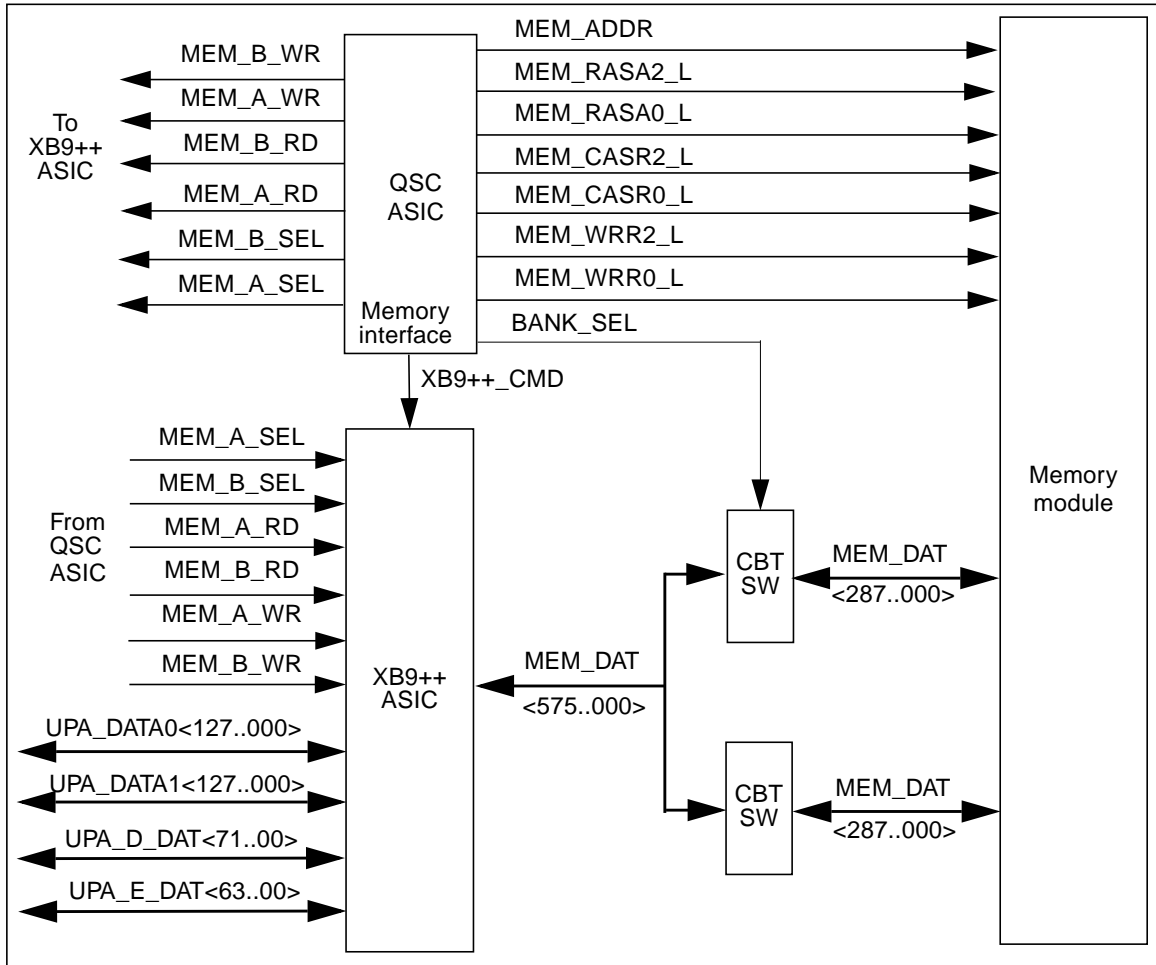 MEM_B_WR
MEM_A_WR
MEM_B_RD
MEM_A_RD
MEM_B_SEL
MEM_A_SEL
To
XB9++
ASIC
QSC
ASIC
Memory
interface
MEM_ADDR
MEM_RASA2_L
MEM_RASA0_L
MEM_CASR2_L
MEM_CASR0_L
MEM_WRR2_L
MEM_WRR0_L
BANK_SEL
XB9++_CMD
Memory
module
MEM_A_SEL
MEM_B_SEL
MEM_A_RD
MEM_B_RD
MEM_A_WR
MEM_B_WR
From
QSC
ASIC
XB9++
ASIC
UPA_DATA0<127..000>
UPA_DATA1<127..000>
UPA_D_DAT<71..00>
UPA_E_DAT<63..00>
MEM_DAT
<575..000>
CBT
SW
MEM_DAT
<287..000>
CBT
SW
MEM_DAT
<287..000>